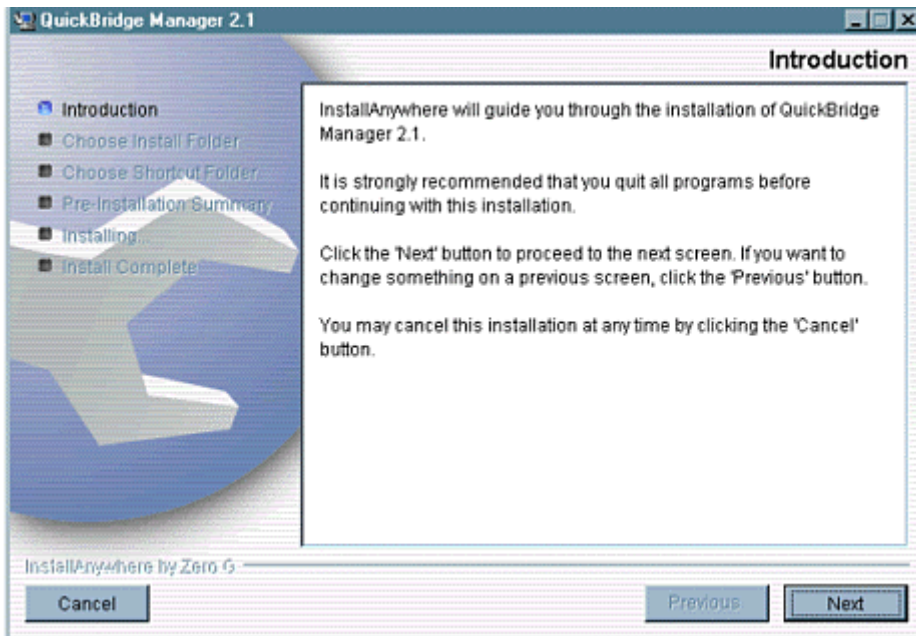 QuickBridge Manager 2.1
Introduction
Introduction
Choose Install Folder
Choose Shortcut Folder
Pre-Installation Summary
Installing...
Install Complete
InstallAnywhere will guide you through the installation of QuickBridge
Manager 2.1.
It is strongly recommended that you quit all programs before
continuing with this installation.
Click the 'Next' button to proceed to the next screen. If you want to
change something on a previous screen, click the 'Previous' button.
You may cancel this installation at any time by clicking the 'Cancel'
button.
InstallAnywhere by Zero G
Cancel
Previous
Next